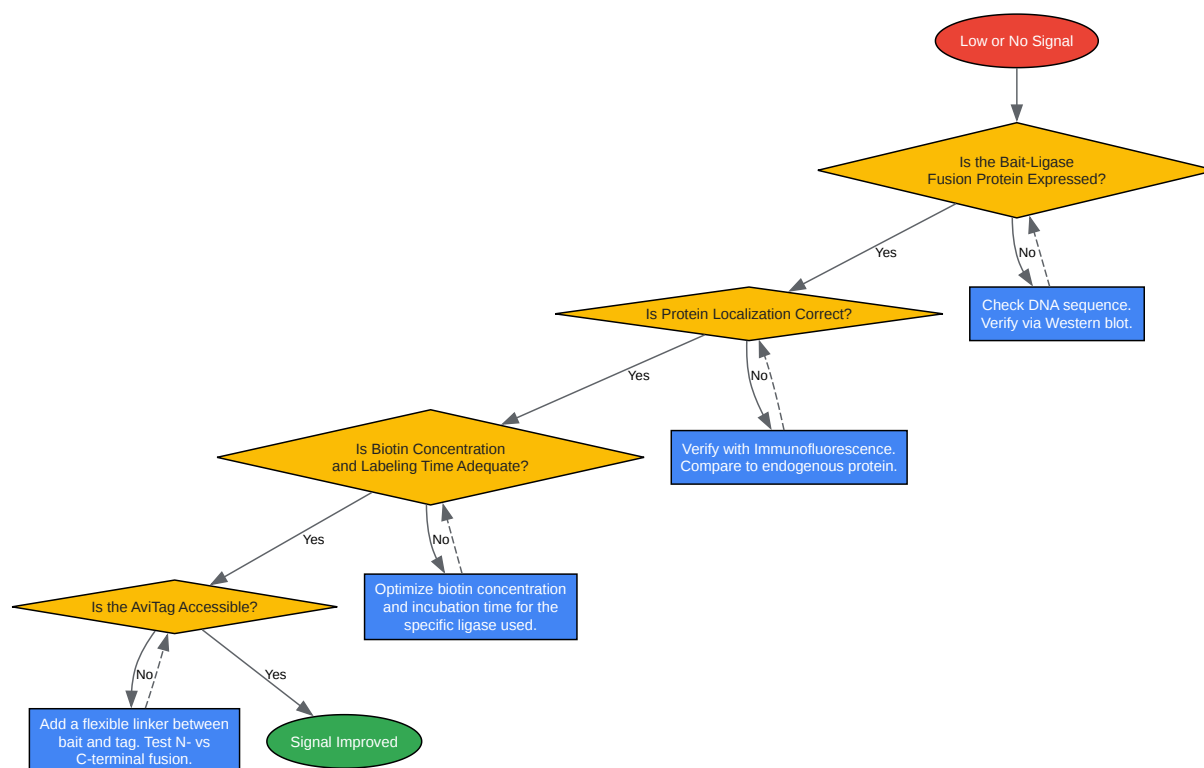 Low or No Signal
Is the Bait-Ligase
Fusion Protein Expressed?
Yes
No
Check DNA sequence.
Verify via Western blot.
Is Protein Localization Correct?
Yes
No
Verify with Immunofluorescence.
Compare to endogenous protein.
Is Biotin Concentration
and Labeling Time Adequate?
Yes
No
Optimize biotin concentration
and incubation time for the
specific ligase used.
Is the AviTag Accessible?
No
Yes
Add a flexible linker between
bait and tag. Test N- vs
C-terminal fusion.
Signal Improved